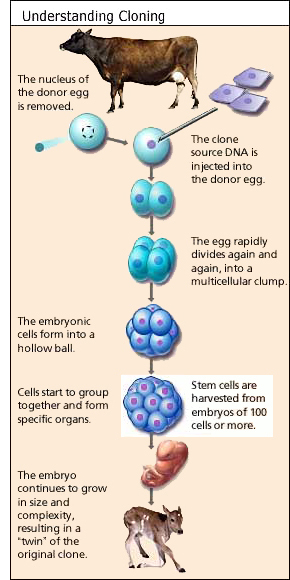 Understanding Cloning
The nucleus of
the donor egg
is removed.
The clone
source DNA is
injected into
the donor egg.
The egg rapidly
divides again and
again, into a
multicellular clump.
The embryonic
cells form into a
hollow ball.
Cells start to group
together and form
specific organs.
Stem cells are
harvested from
embryos of 100
cells or more.
The embryo
continues to grow
in size and
complexity,
resulting in a
“twin” of the
original clone.